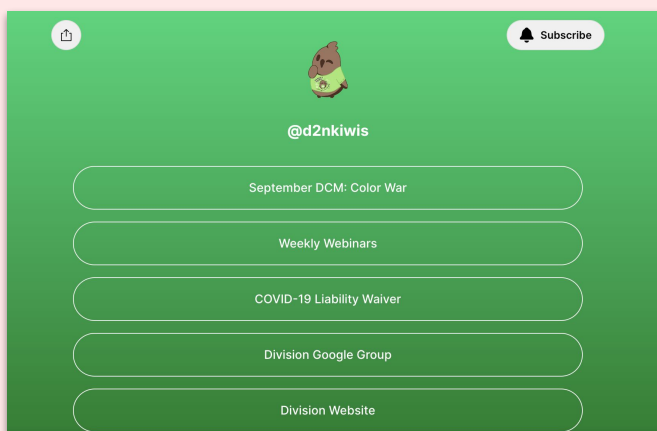 Subscribe
@d2nkiwis
September DCM: Color War
Weekly Webinars
COVID-19 Liability Waiver
Division Google Group
Division Website